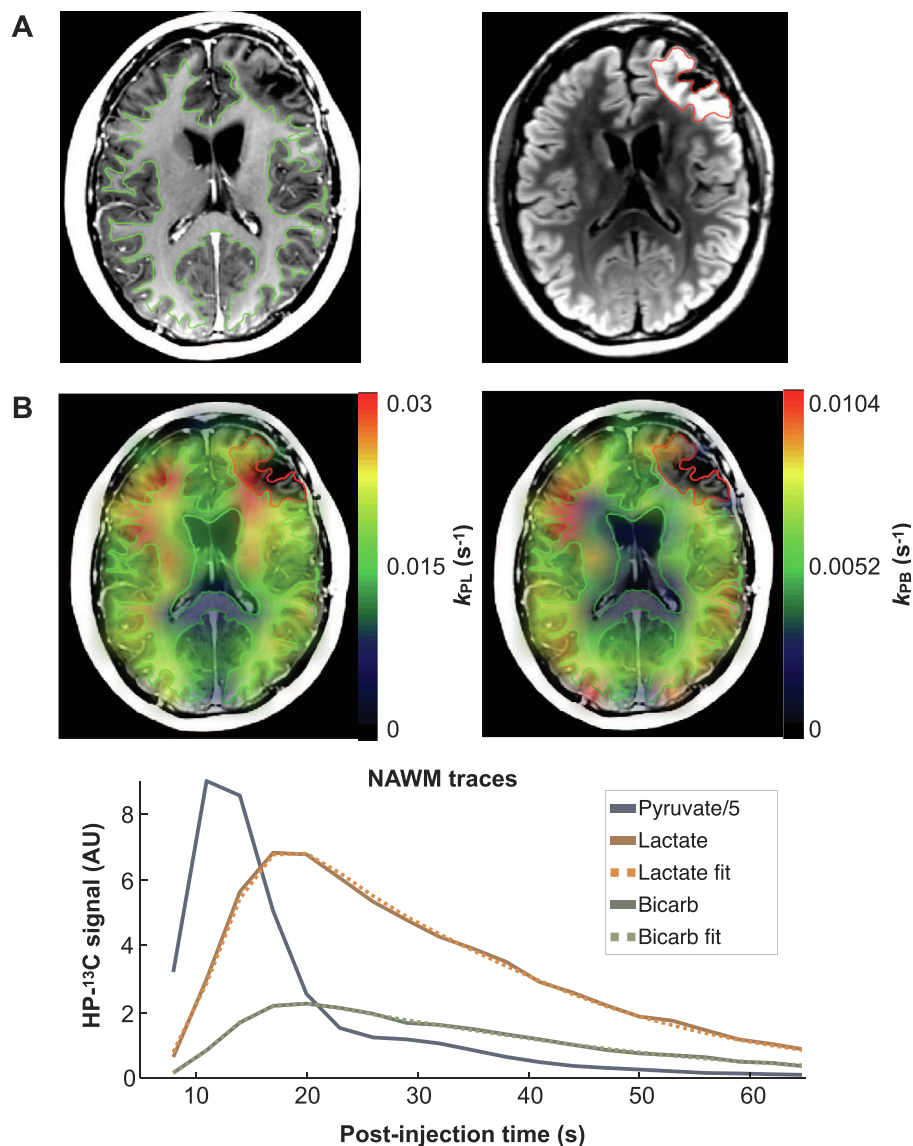 A
B
0.03
0.015
0
kPL (s-1)
0.0104
0.0052
0
kPB (s-1)
NAWM traces
HP-13C signal (AU)
8
6
4
2
0
Pyruvate/5
Lactate
Lactate fit
Bicarb
Bicarb fit
10 20 30 40 50 60
Post-injection time (s)